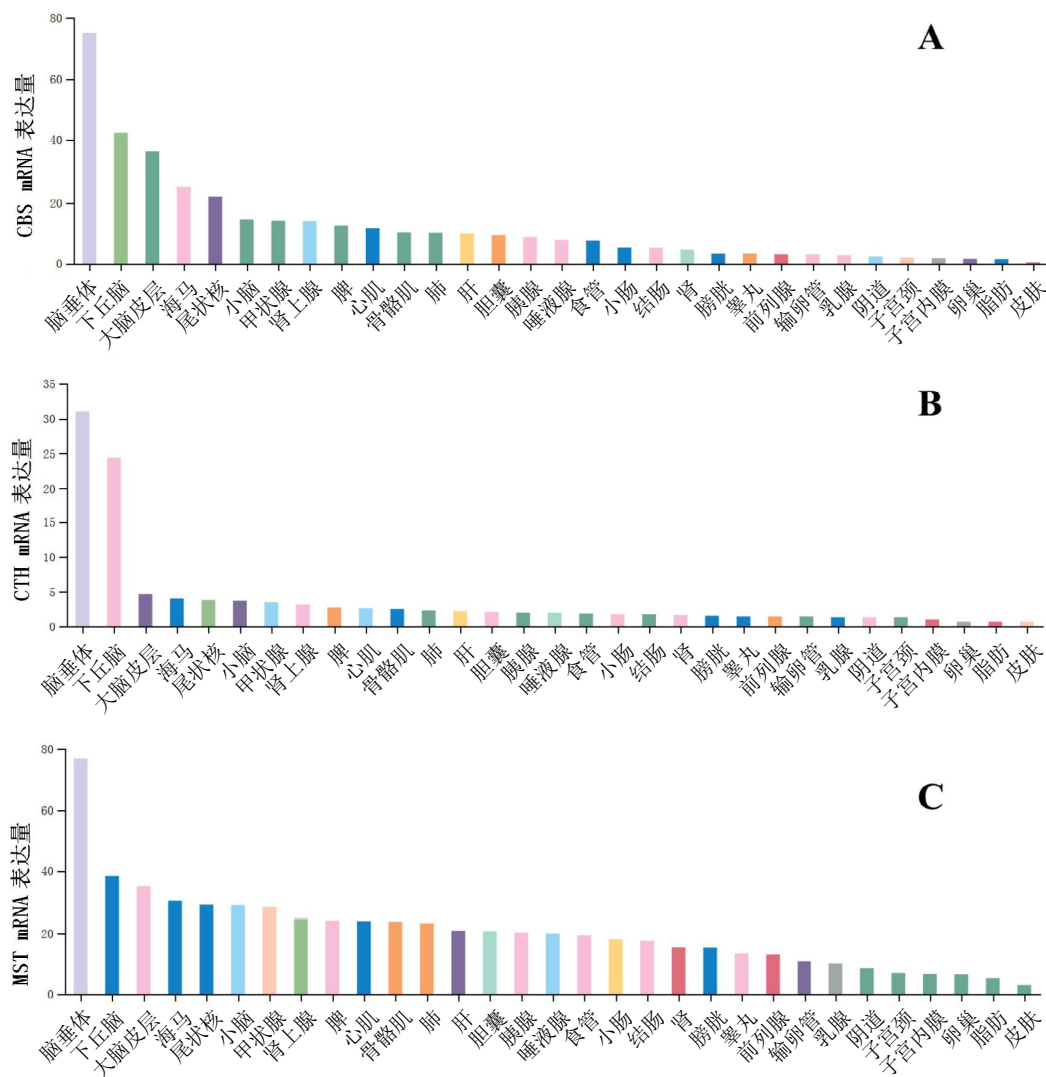 A
CBS mRNA 表达量
80
60
40
20
0
脑垂体
下丘脑
大脑皮层
海马
尾状核
小脑
甲状腺
肾上腺
脾
心肌
骨骼肌
肺
肝
胆囊
胰腺
唾液腺
食管
小肠
结肠
肾
膀胱
睾丸
前列腺
输卵管
乳腺
阴道
子宫颈
子宫内膜
卵巢
脂肪
皮肤
B
CTH mRNA 表达量
35
30
25
20
15
10
5
0
脑垂体
下丘脑
大脑皮层
海马
尾状核
小脑
甲状腺
肾上腺
脾
心肌
骨骼肌
肺
肝
胆囊
胰腺
唾液腺
食管
小肠
结肠
肾
膀胱
睾丸
前列腺
输卵管
乳腺
阴道
子宫颈
子宫内膜
卵巢
脂肪
皮肤
C
MST mRNA 表达量
80
60
40
20
0
脑垂体
下丘脑
大脑皮层
海马
尾状核
小脑
甲状腺
肾上腺
脾
心肌
骨骼肌
肺
肝
胆囊
胰腺
唾液腺
食管
小肠
结肠
肾
膀胱
睾丸
前列腺
输卵管
乳腺
阴道
子宫颈
子宫内膜
卵巢
脂肪
皮肤